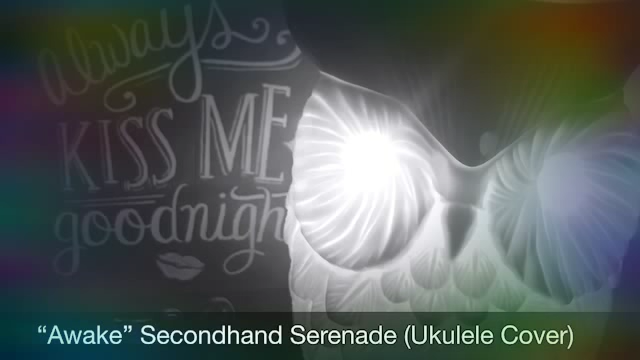 always
KISS ME
goodnigh
“Awake” Secondhand Serenade (Ukulele Cover)